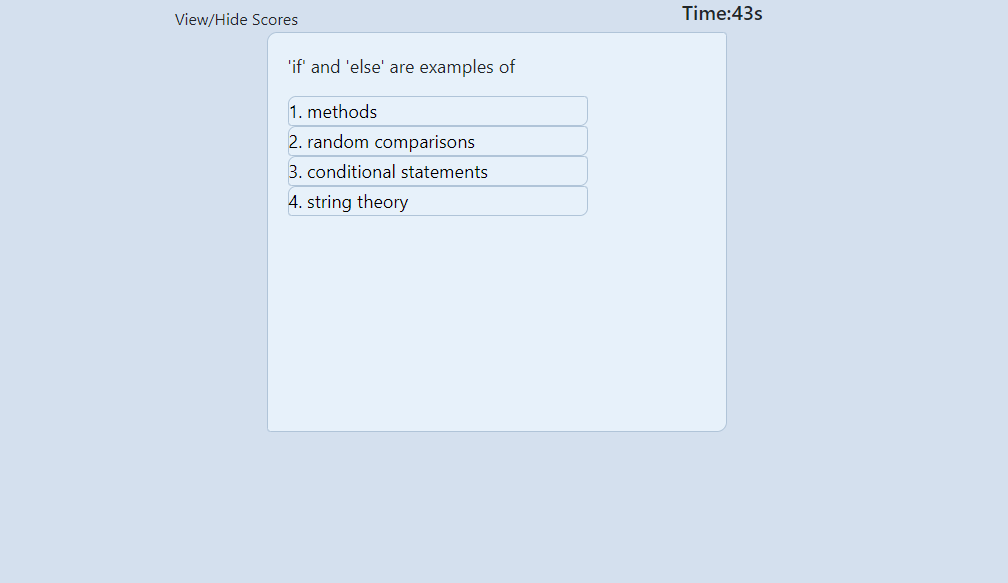 View/Hide Scores
Time:43s
'if' and 'else' are examples of
1. methods
2. random comparisons
3. conditional statements
4. string theory